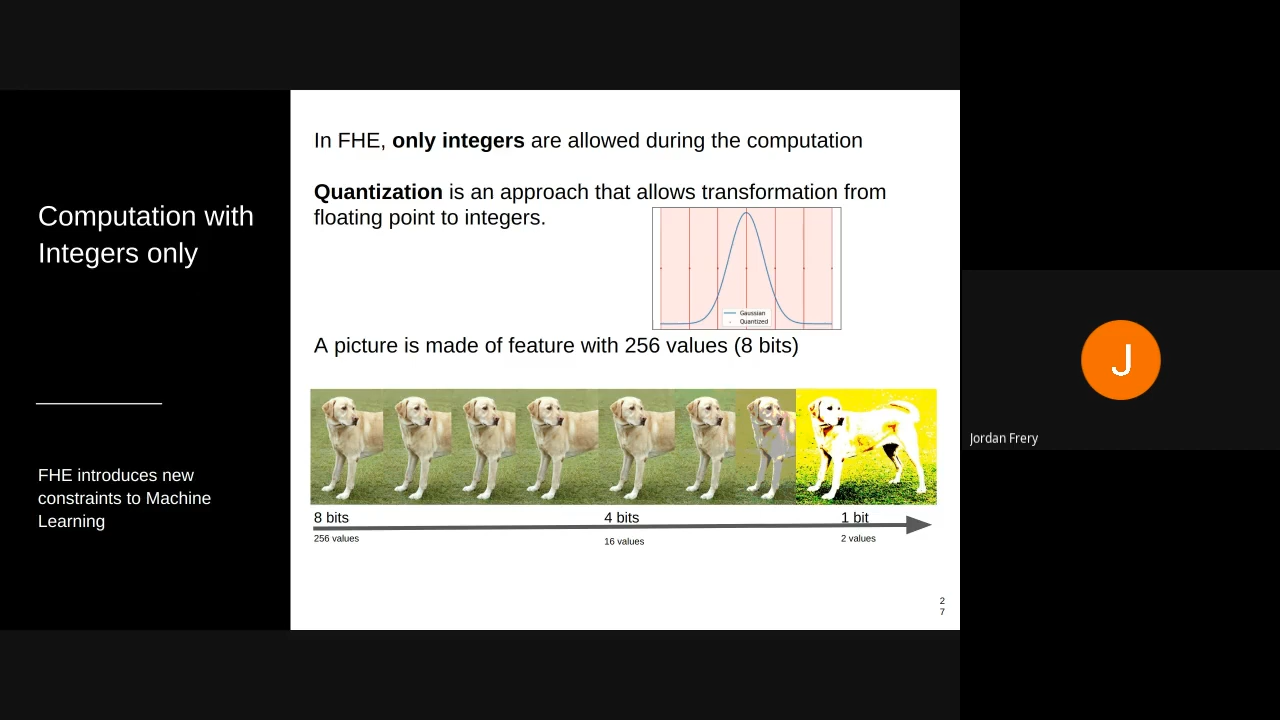 Computation with
Integers only
FHE introduces new
constraints to Machine
Learning
In FHE, only integers are allowed during the computation
Quantization is an approach that allows transformation from
floating point to integers.
Gaussian
Quantized
A picture is made of feature with 256 values (8 bits)
8 bits
4 bits
1 bit
256 values
16 values
2 values
2
7
J
Jordan Frery